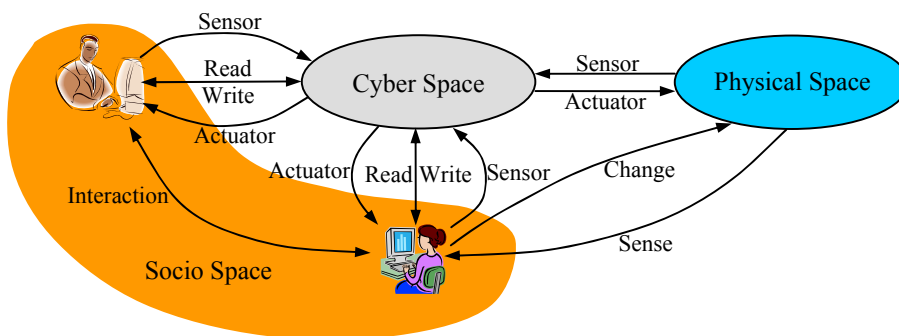 Sensor
Read
Write
Actuator
Cyber Space
Sensor
Actuator
Physical Space
Actuator
Read Write
Sensor
Change
Interaction
Sense
Socio Space